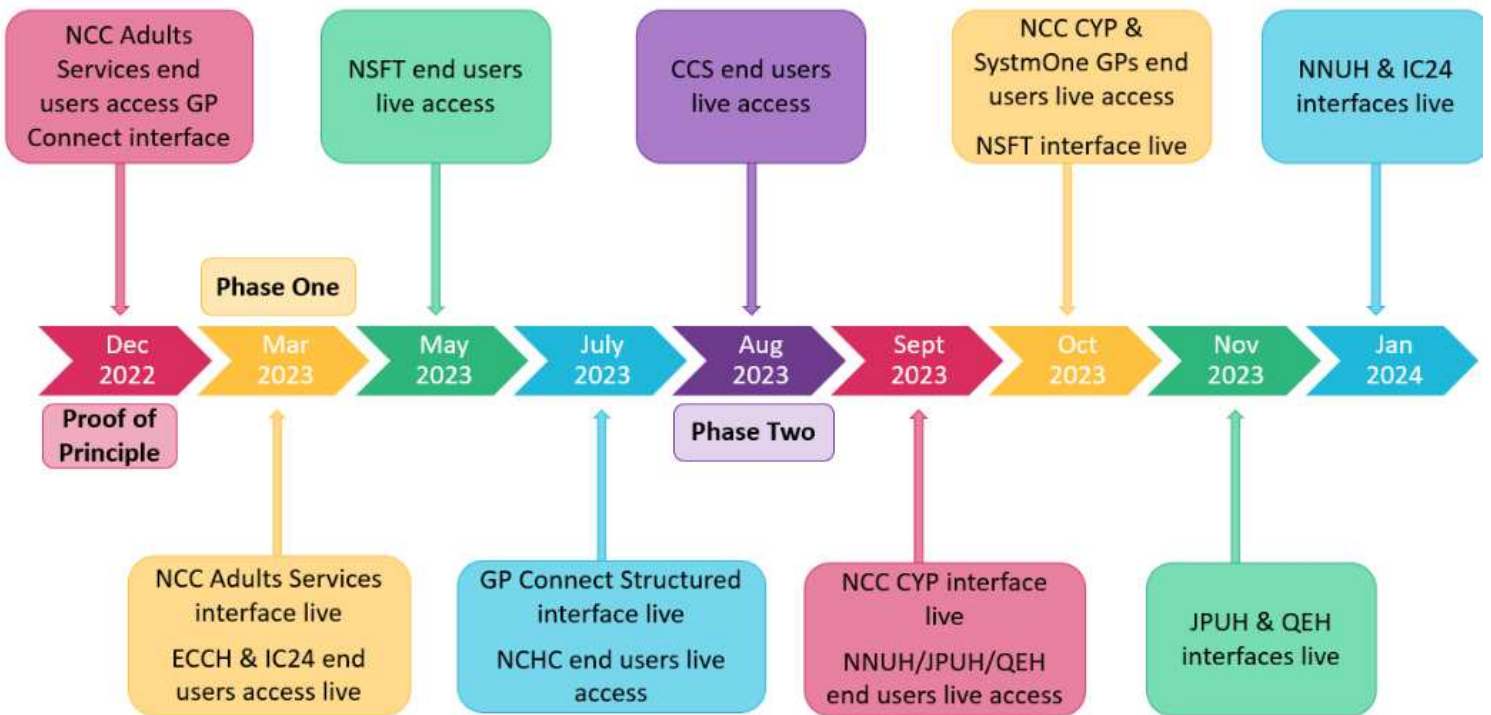 NCC Adults
Services end
users access GP
Connect interface
NSFT end users
live access
CCS end users
live access
NCC CYP &
SystmOne GPs end
users live access
NSFT interface live
NNUH & IC24
interfaces live
Phase One
Dec
2022
Mar
2023
May
2023
July
2023
Aug
2023
Sept
2023
Oct
2023
Nov
2023
Jan
2024
Proof of
Principle
Phase Two
NCC Adults Services
interface live
ECCH & IC24 end
users access live
GP Connect Structured
interface live
NCHC end users live
access
NCC CYP interface
live
NNUH/JPUH/QEH
end users live access
JPUH & QEH
interfaces live